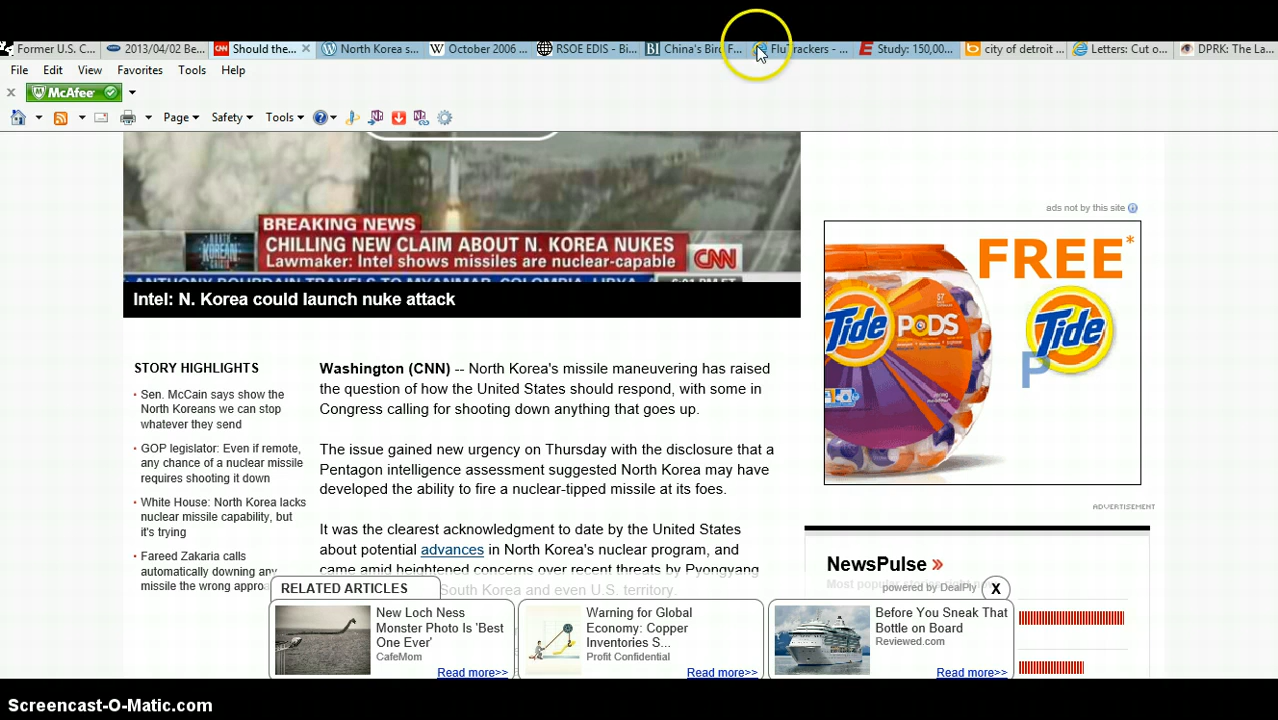 Former U.S. C...
2013/04/02 Be...
CNN Should the...
North Korea s...
W October 2006 ...
RSOE EDIS - Bi...
BI China's Bird F...
FluTrackers - ...
E Study: 150,00...
city of detroit ...
Letters: Cut o...
DPRK: The La...
File Edit View Favorites Tools Help
x McAfee
Page Safety Tools
BREAKING NEWS
CHILLING NEW CLAIM ABOUT N. KOREA NUKES
Lawmaker: Intel shows missiles are nuclear-capable
CNN
ANTHONY BOURDAIN TRAVELS TO MYANMAR, COLOMBIA, LIBYA
Intel: N. Korea could launch nuke attack
ads not by this site
FREE*
Tide
PODS
Tide
P
ADVERTISEMENT
STORY HIGHLIGHTS
Sen. McCain says show the
North Koreans we can stop
whatever they send
GOP legislator: Even if remote,
any chance of a nuclear missile
requires shooting it down
White House: North Korea lacks
nuclear missile capability, but
it's trying
Fareed Zakaria calls
automatically downing any
missile the wrong approa
Washington (CNN) -- North Korea's missile maneuvering has raised
the question of how the United States should respond, with some in
Congress calling for shooting down anything that goes up.
The issue gained new urgency on Thursday with the disclosure that a
Pentagon intelligence assessment suggested North Korea may have
developed the ability to fire a nuclear-tipped missile at its foes.
It was the clearest acknowledgment to date by the United States
about potential advances in North Korea's nuclear program, and
came amid heightened concerns over recent threats by Pyongyang
South Korea and even U.S. territory.
NewsPulse »
Most popular
powered by DealPly X
RELATED ARTICLES
New Loch Ness
Monster Photo Is 'Best
One Ever'
CafeMom
Read more>>
Warning for Global
Economy: Copper
Inventories S...
Profit Confidential
Read more>>
Before You Sneak That
Bottle on Board
Reviewed.com
Read more>>
Screencast-O-Matic.com